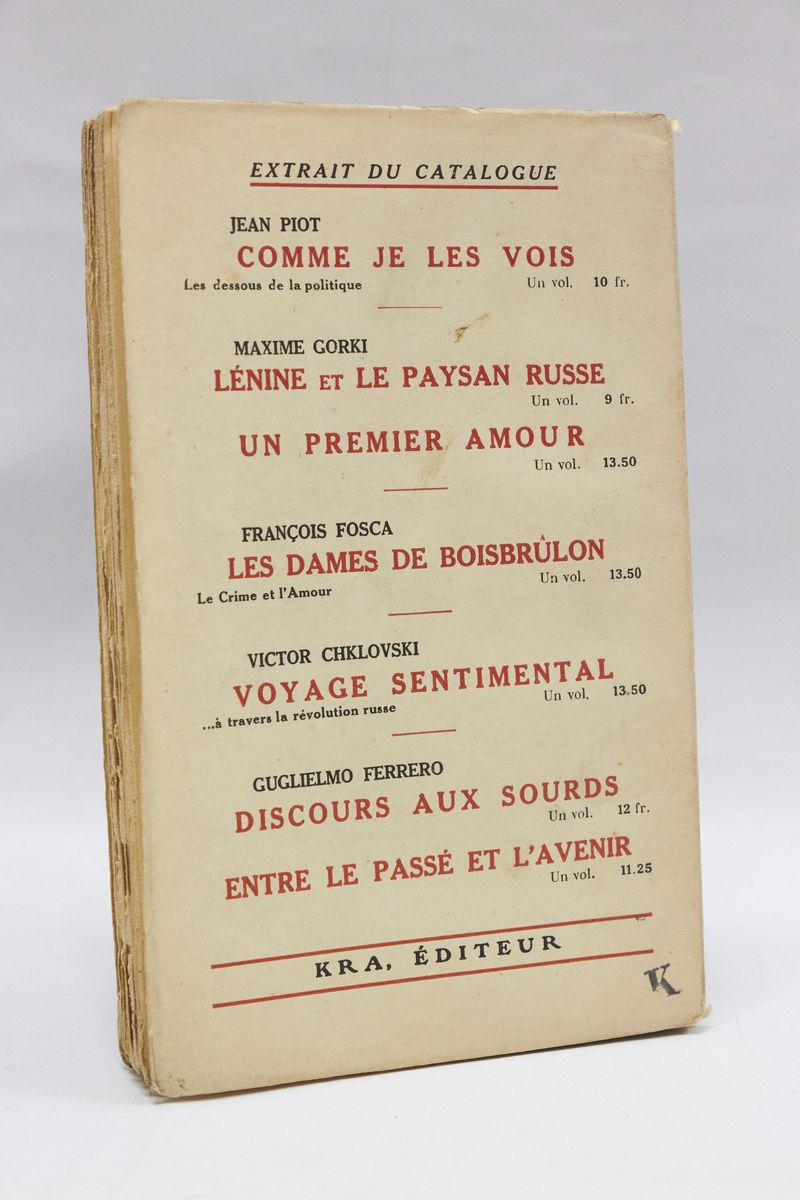 EXTRAIT DU CATALOGUE
JEAN PIOT
COMME JE LES VOIS
Les dessous de la politique Un vol. 10 fr.
MAXIME GORKI
LÉNINE ET LE PAYSAN RUSSE
Un vol. 9 fr.
UN PREMIER AMOUR
Un vol. 13.50
FRANÇOIS FOSCA
LES DAMES DE BOISBRÛLON
Le Crime et l'Amour Un vol. 13.50
VICTOR CHKLOVSKI
VOYAGE SENTIMENTAL
...à travers la révolution russe Un vol. 13.50
GUGLIELMO FERRERO
DISCOURS AUX SOURDS
Un vol. 12 fr.
ENTRE LE PASSÉ ET L'AVENIR
Un vol. 11.25
KRA, ÉDITEUR
K